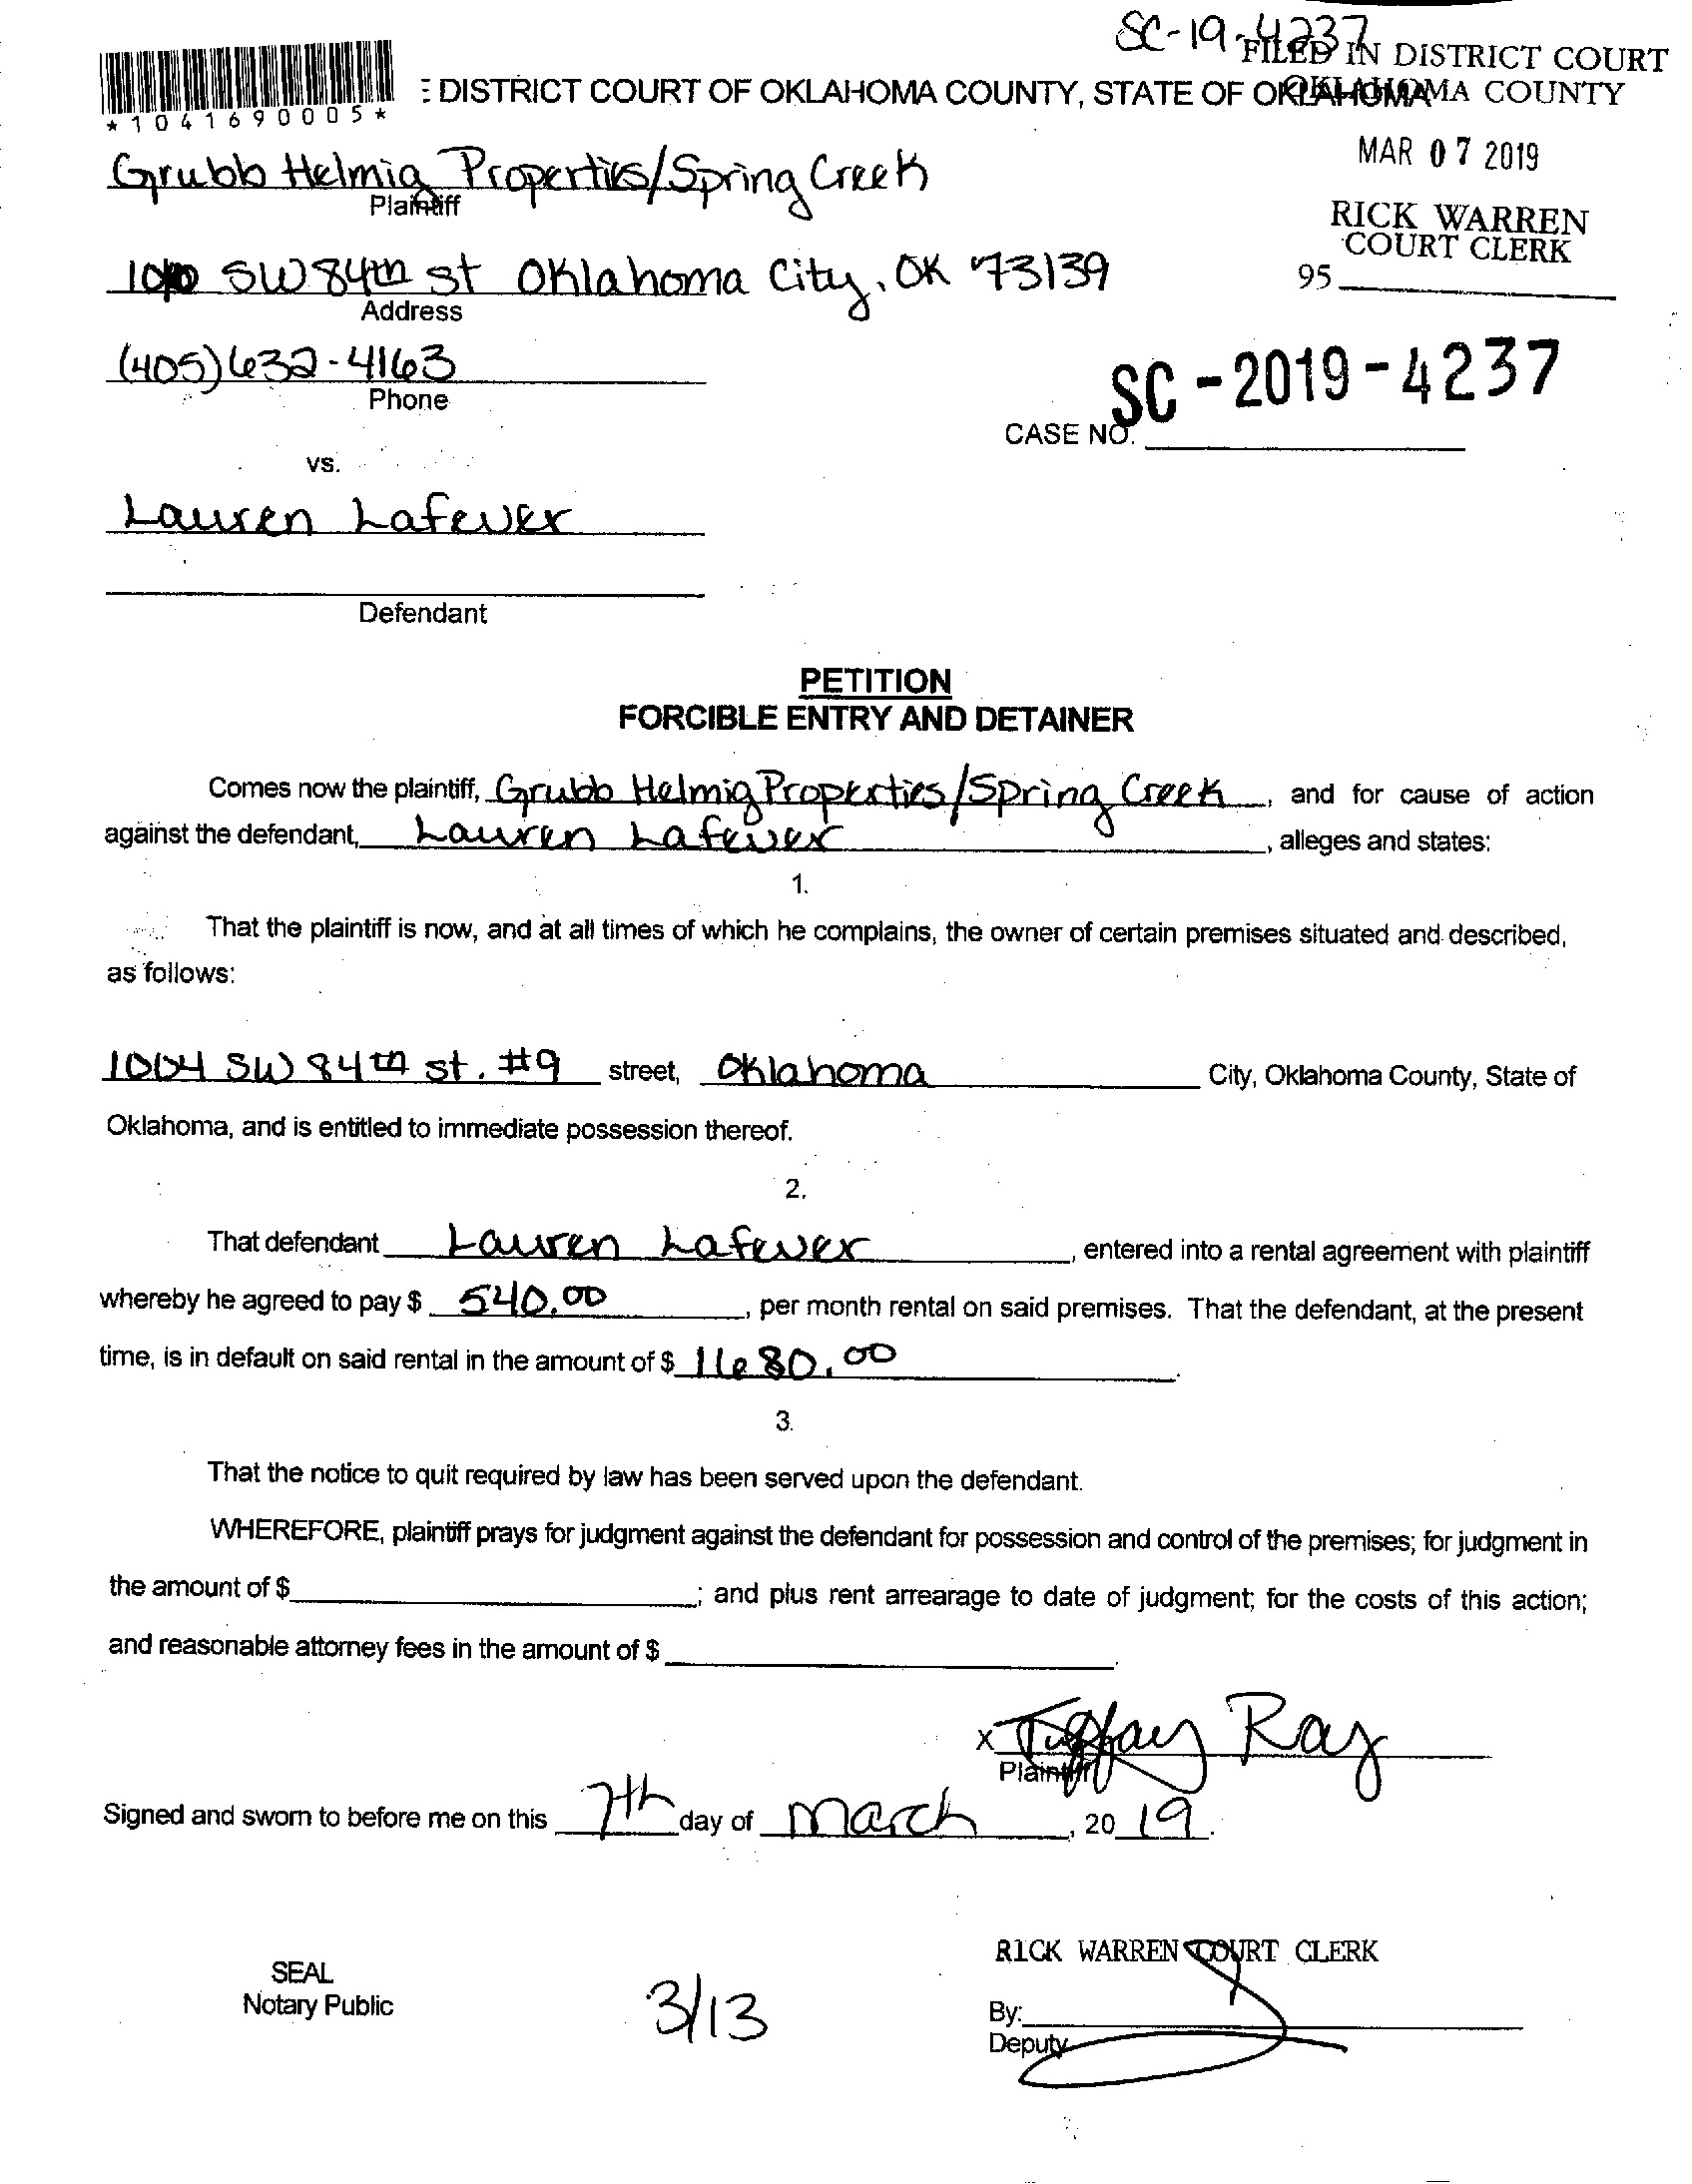 SC-19-4237
FILED IN DISTRICT COURT
OKLAHOMA COUNTY
DISTRICT COURT OF OKLAHOMA COUNTY, STATE OF OKLAHOMA
*1041690005*
MAR 07 2019
Grubb Helmig Properties/Spring Creek
Plaintiff
RICK WARREN
COURT CLERK
95
SW 84th st Oklahoma City, OK 73139
Address
(405)632-4163
Phone
SC-2019-4237
CASE NO.
vs.
Lauren Lafever
Defendant
PETITION
FORCIBLE ENTRY AND DETAINER
Comes now the plaintiff, Grubb Helmig Properties/Spring Creek, and for cause of action
against the defendant, Lauren Lafever, alleges and states:
1.
That the plaintiff is now, and at all times of which he complains, the owner of certain premises situated and described,
as follows:
1004 SW 84th st. #9 street, Oklahoma City, Oklahoma County, State of
Oklahoma, and is entitled to immediate possession thereof.
2.
That defendant Lauren Lafever, entered into a rental agreement with plaintiff
whereby he agreed to pay $ 540.00, per month rental on said premises. That the defendant, at the present
time, is in default on said rental in the amount of $ 1680.00.
3.
That the notice to quit required by law has been served upon the defendant.
WHEREFORE, plaintiff prays for judgment against the defendant for possession and control of the premises; for judgment in
the amount of $; and plus rent arrearage to date of judgment; for the costs of this action;
and reasonable attorney fees in the amount of $.
x Tiffany Ray
Plaintiff
Signed and sworn to before me on this 7th day of March, 2019.
RICK WARREN COURT CLERK
SEAL
Notary Public
3/13
By:
Deputy